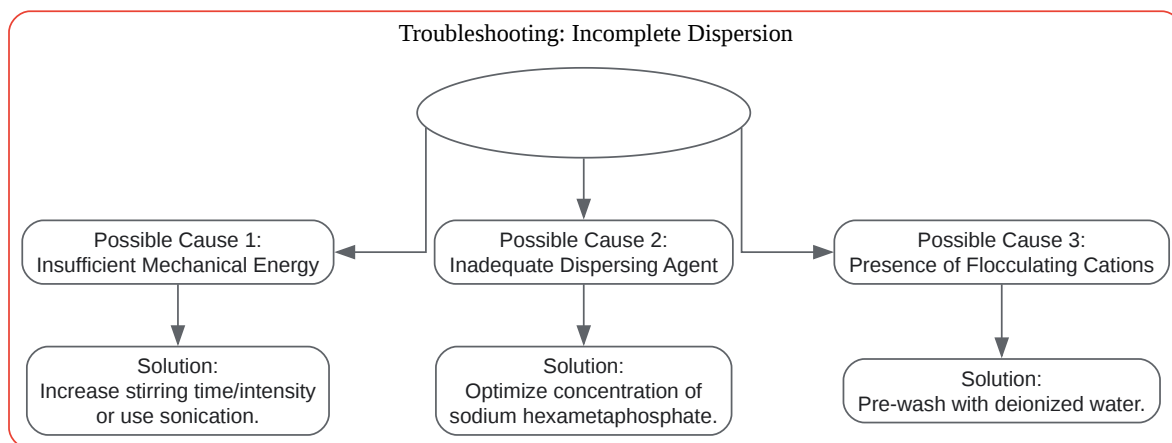 Troubleshooting: Incomplete Dispersion
Possible Cause 1:
Insufficient Mechanical Energy
Possible Cause 2:
Inadequate Dispersing Agent
Possible Cause 3:
Presence of Flocculating Cations
Solution:
Increase stirring time/intensity
or use sonication.
Solution:
Optimize concentration of
sodium hexametaphosphate.
Solution:
Pre-wash with deionized water.